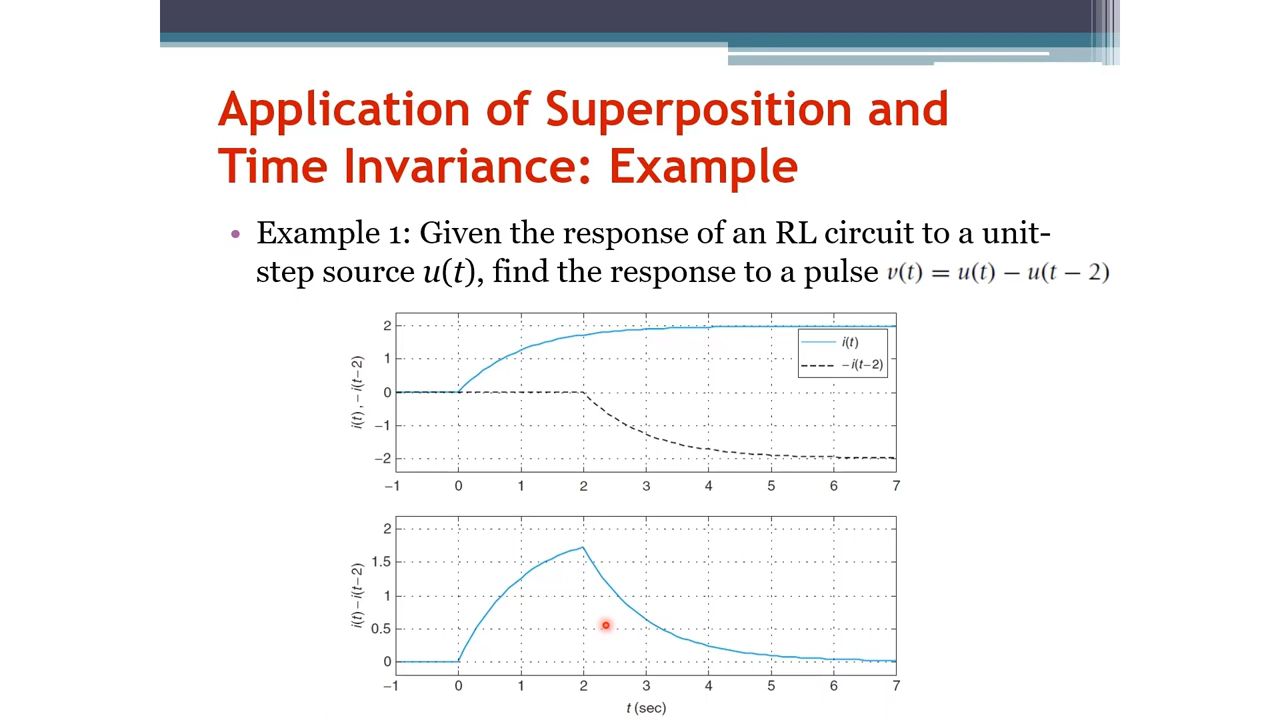 Application of Superposition and
Time Invariance: Example
• Example 1: Given the response of an RL circuit to a unit-
step source u(t), find the response to a pulse v(t) = u(t) − u(t − 2)
i(t), −i(t−2)
2
1
0
−1
−2
i(t)
−i(t−2)
−1 0 1 2 3 4 5 6 7
i(t)−i(t−2)
2
1.5
1
0.5
0
−1 0 1 2 3 4 5 6 7
t (sec)